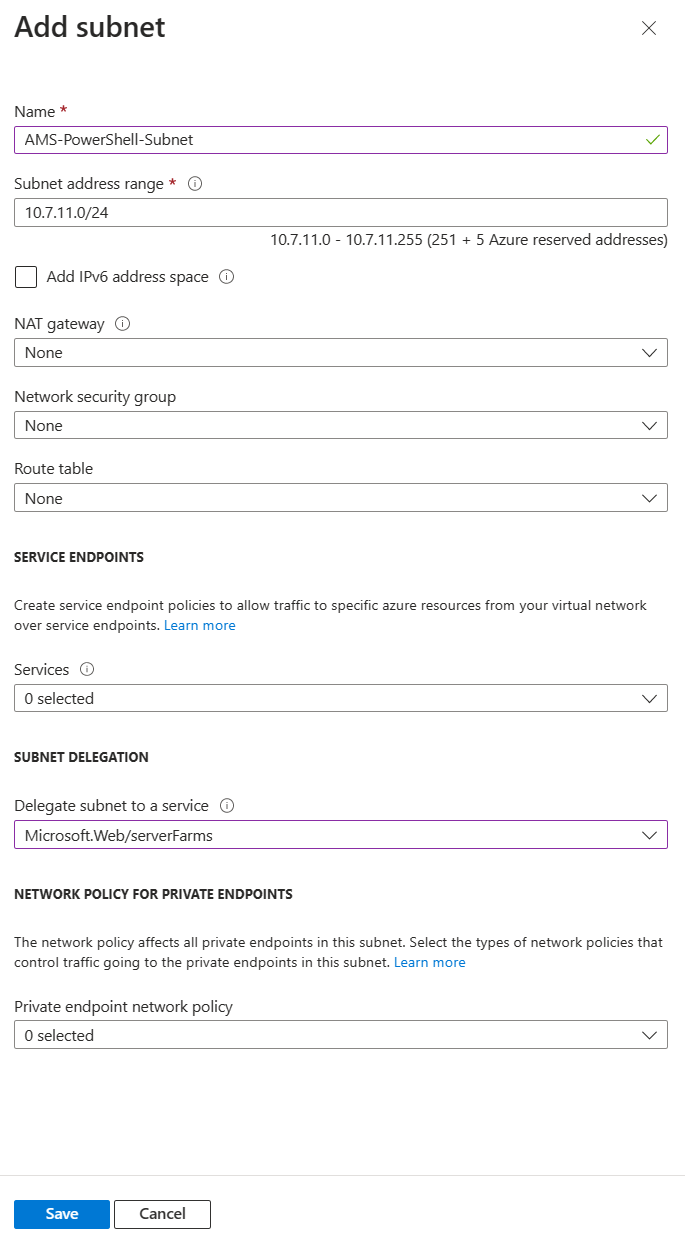 Add subnet
Name *
AMS-PowerShell-Subnet
Subnet address range *
10.7.11.0/24
10.7.11.0 - 10.7.11.255 (251 + 5 Azure reserved addresses)
Add IPv6 address space
NAT gateway
None
Network security group
None
Route table
None
SERVICE ENDPOINTS
Create service endpoint policies to allow traffic to specific azure resources from your virtual network
over service endpoints. Learn more
Services
0 selected
SUBNET DELEGATION
Delegate subnet to a service
Microsoft.Web/serverFarms
NETWORK POLICY FOR PRIVATE ENDPOINTS
The network policy affects all private endpoints in this subnet. Select the types of network policies that
control traffic going to the private endpoints in this subnet. Learn more
Private endpoint network policy
0 selected
Save
Cancel